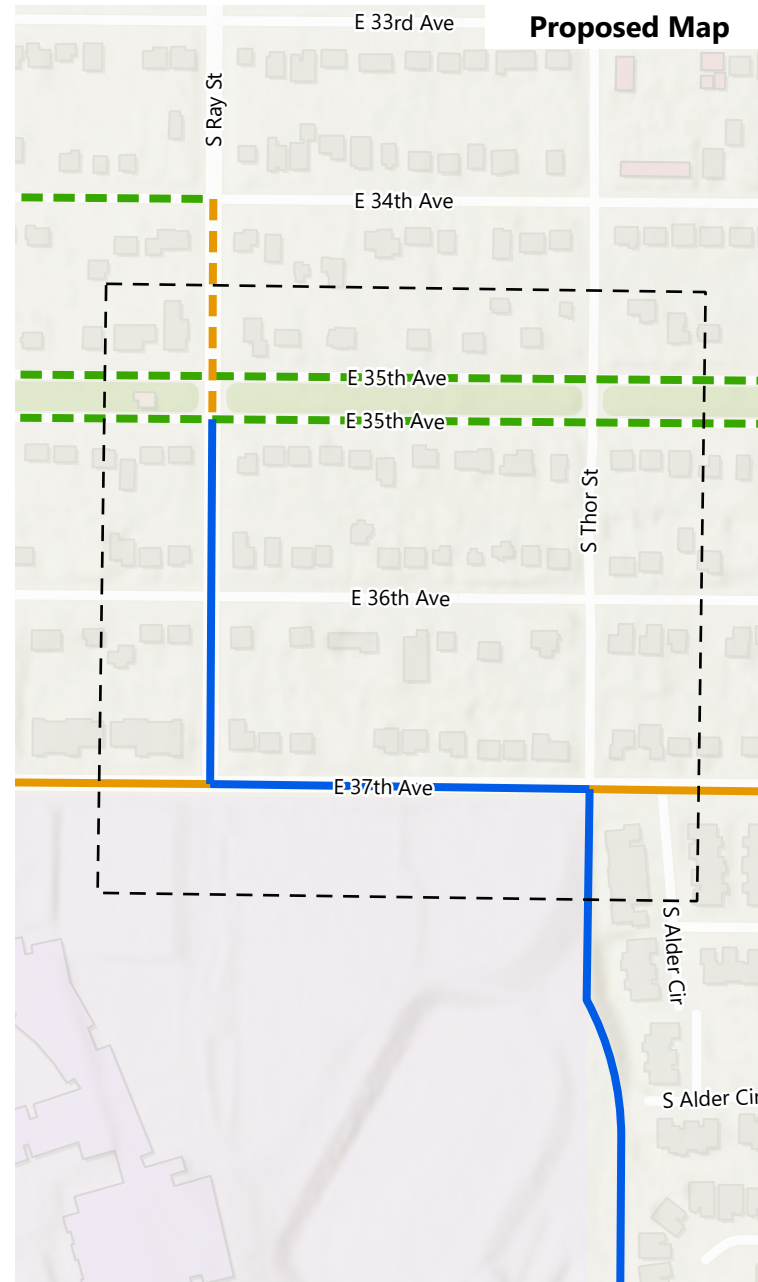 E 33rd Ave
Proposed Map
S Ray St
E 34th Ave
E 35th Ave
E 35th Ave
S Thor St
E 36th Ave
E 37th Ave
S Alder Cir
S Alder Cir